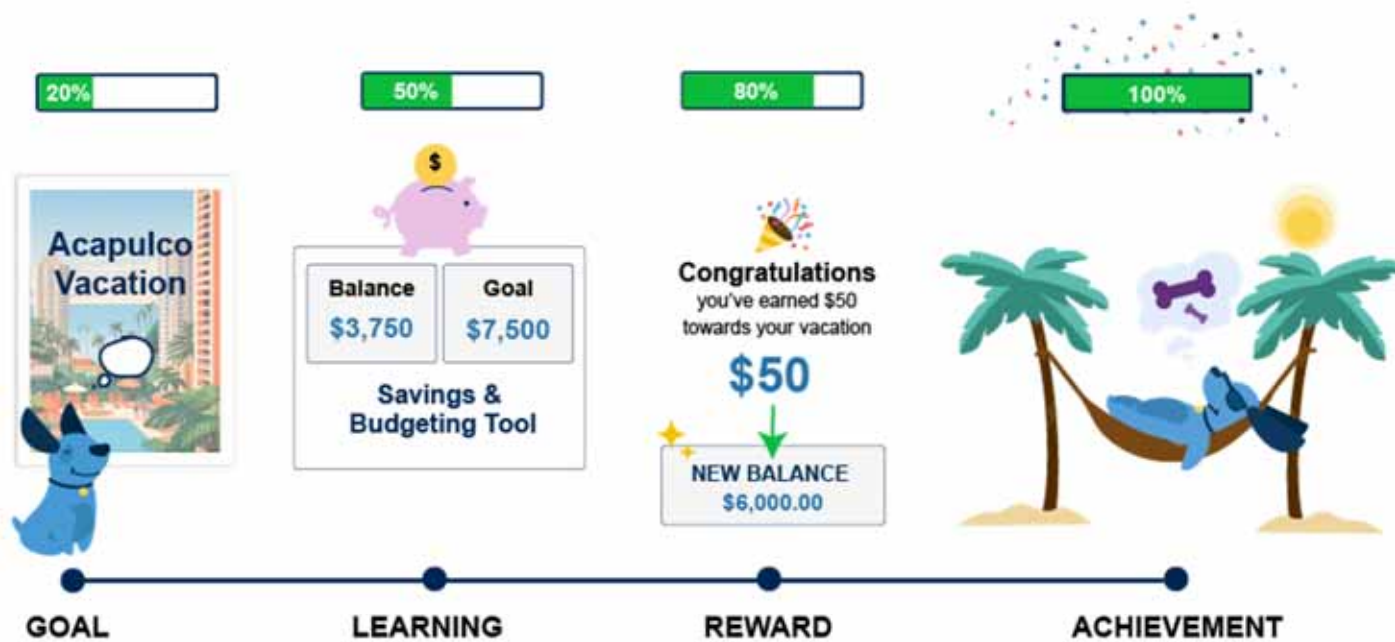 20%
50%
80%
100%
Acapulco
Vacation
$
Balance
$3,750
Goal
$7,500
Savings &
Budgeting Tool
Congratulations
you've earned $50
towards your vacation
$50
NEW BALANCE
$6,000.00
GOAL
LEARNING
REWARD
ACHIEVEMENT